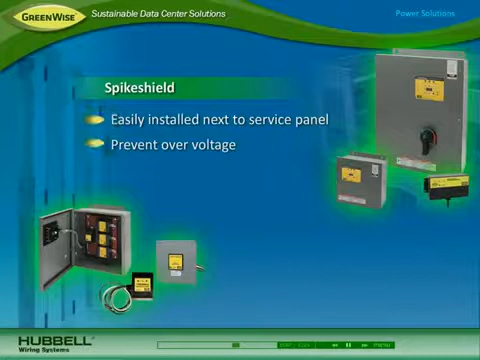 GREENWISE
Sustainable Data Center Solutions
Power Solutions
Spikeshield
Easily installed next to service panel
Prevent over voltage
HUBBELL
Wiring Systems